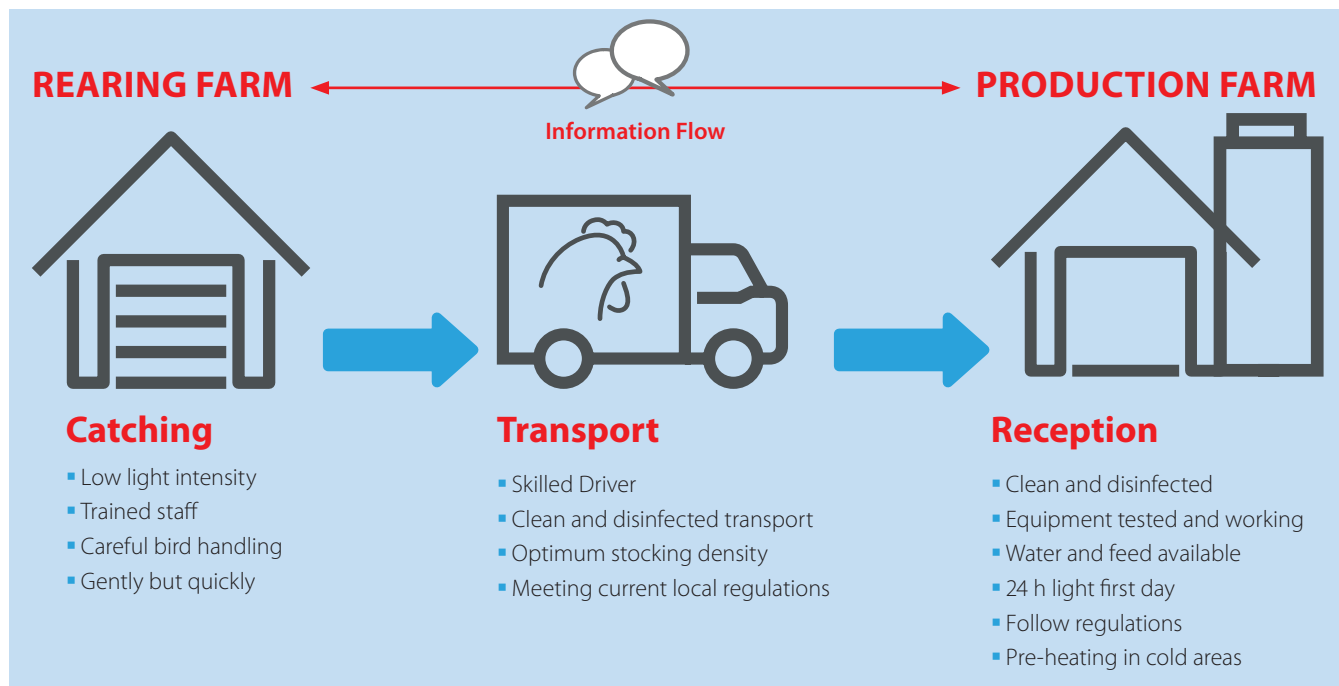 REARING FARM
PRODUCTION FARM
Information Flow
Catching
▪ Low light intensity
▪ Trained staff
▪ Careful bird handling
▪ Gently but quickly
Transport
▪ Skilled Driver
▪ Clean and disinfected transport
▪ Optimum stocking density
▪ Meeting current local regulations
Reception
▪ Clean and disinfected
▪ Equipment tested and working
▪ Water and feed available
▪ 24 h light first day
▪ Follow regulations
▪ Pre-heating in cold areas